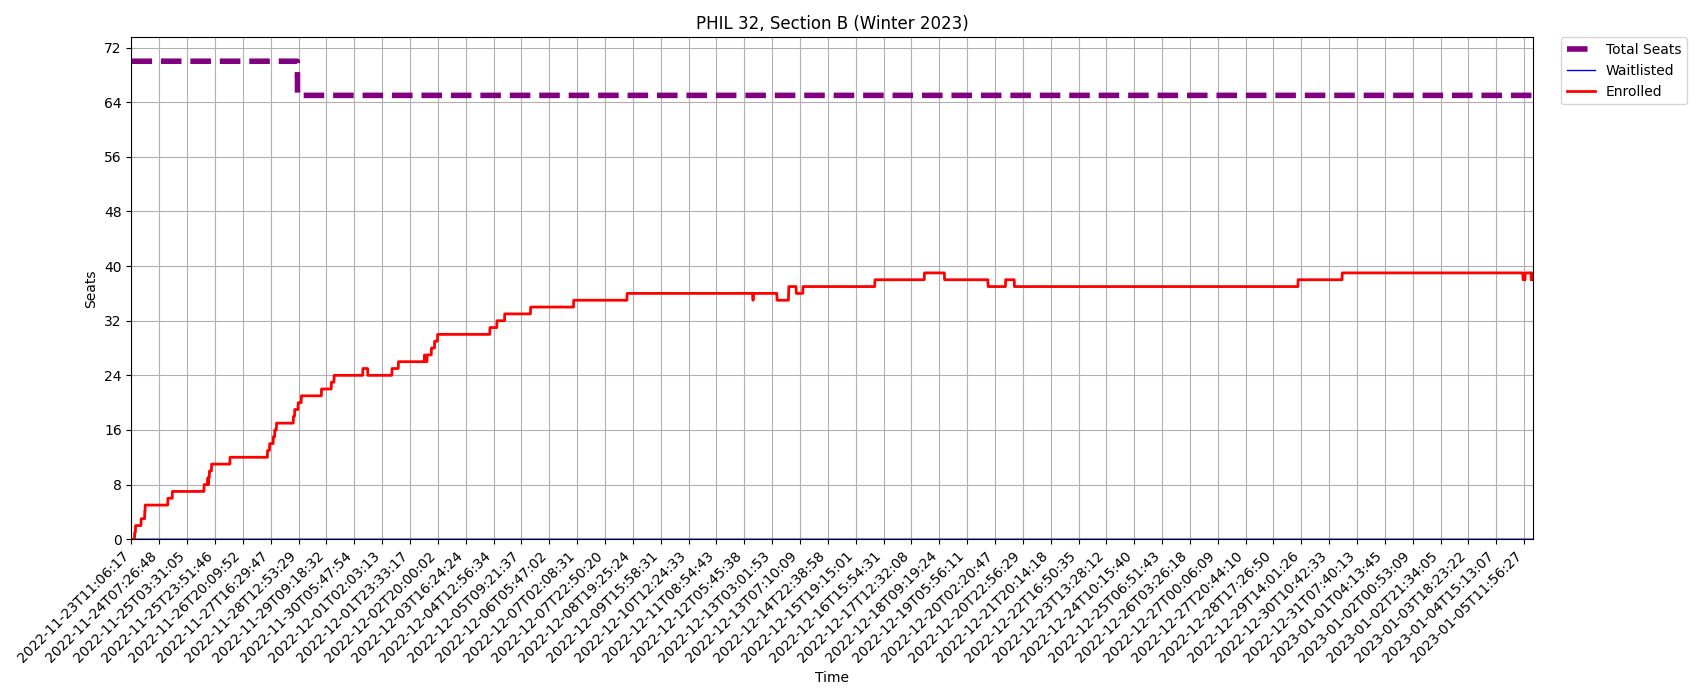 PHIL 32, Section B (Winter 2023)
Total Seats
Waitlisted
Enrolled
72
64
56
48
40
32
24
16
8
0
Seats
2022-11-23T11:06:17
2022-11-24T07:26:48
2022-11-25T03:31:05
2022-11-25T23:51:46
2022-11-26T20:09:52
2022-11-27T16:29:47
2022-11-28T12:53:29
2022-11-29T09:18:32
2022-11-30T05:47:54
2022-12-01T02:03:13
2022-12-01T23:33:17
2022-12-02T20:00:02
2022-12-03T16:24:24
2022-12-04T12:56:34
2022-12-05T09:21:37
2022-12-06T05:47:02
2022-12-07T02:08:31
2022-12-07T22:50:20
2022-12-08T19:25:24
2022-12-09T15:58:31
2022-12-10T12:24:33
2022-12-11T08:54:43
2022-12-12T05:45:38
2022-12-13T03:01:53
2022-12-13T07:10:09
2022-12-14T22:38:58
2022-12-15T19:15:01
2022-12-16T15:54:31
2022-12-17T12:32:08
2022-12-18T09:19:24
2022-12-19T05:56:11
2022-12-20T02:20:47
2022-12-20T22:56:29
2022-12-21T20:14:18
2022-12-22T16:50:35
2022-12-23T13:28:12
2022-12-24T10:15:40
2022-12-25T06:51:43
2022-12-26T03:26:18
2022-12-27T00:06:09
2022-12-27T20:44:10
2022-12-28T17:26:50
2022-12-29T14:01:26
2022-12-30T10:42:33
2022-12-31T07:40:13
2023-01-01T04:13:45
2023-01-02T00:53:09
2023-01-02T21:34:05
2023-01-03T18:23:22
2023-01-04T15:13:07
2023-01-05T11:56:27
Time